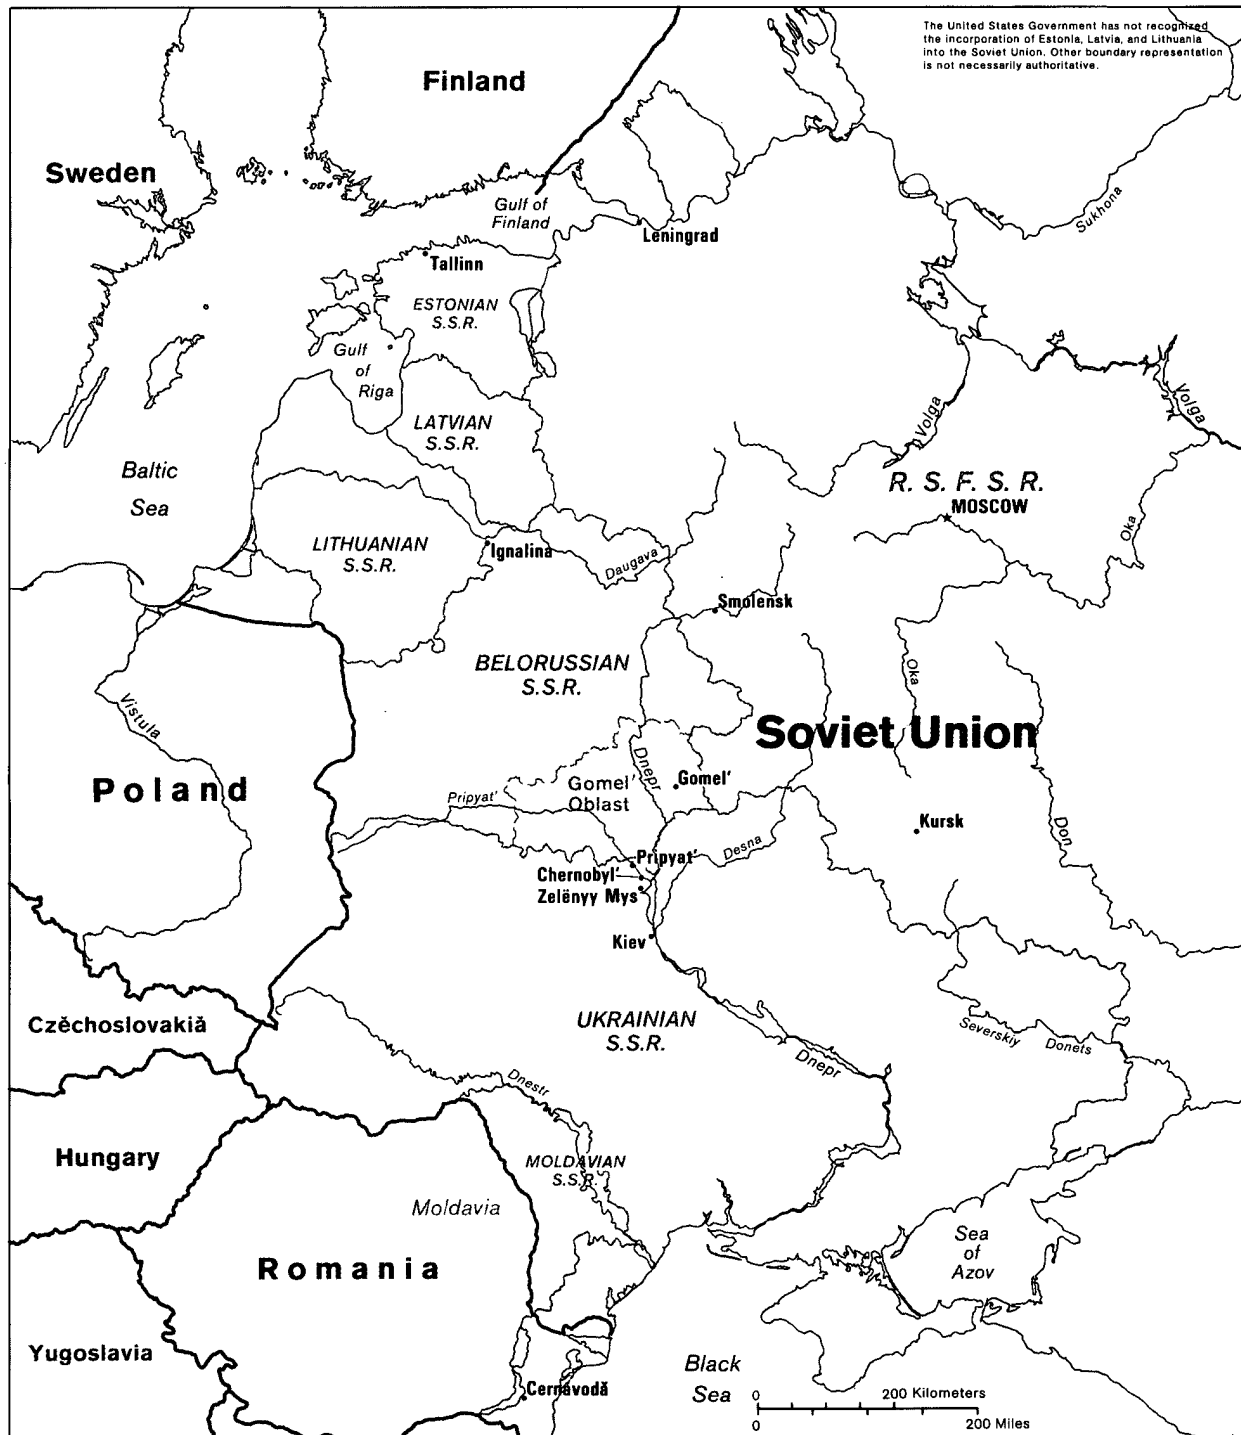 The United States Government has not recognized
the incorporation of Estonia, Latvia, and Lithuania
into the Soviet Union. Other boundary representation
is not necessarily authoritative.
Finland
Sweden
Gulf of
Finland
Sukhona
Leningrad
Tallinn
ESTONIAN
S.S.R.
Gulf
of
Riga
LATVIAN
S.S.R.
Volga
Volga
Baltic
Sea
R. S. F. S. R.
MOSCOW
Oka
LITHUANIAN
S.S.R.
Ignalina
Daugava
Smolensk
BELORUSSIAN
S.S.R.
Oka
Vistula
Soviet Union
Poland
Dnepr
Gomel'
Gomel'
Oblast
Pripyat'
Kursk
Don
Desna
Pripyat'
Chernobyl'
Zelënyy Mys
Kiev
Czĕchoslovakiă
UKRAINIAN
S.S.R.
Severskiy Donets
Dnepr
Dnestr
Hungary
MOLDAVIAN
S.S.R.
Moldavia
Sea
of
Azov
Romania
Yugoslavia
Black
Sea
Cernavodă
0 200 Kilometers
0 200 Miles